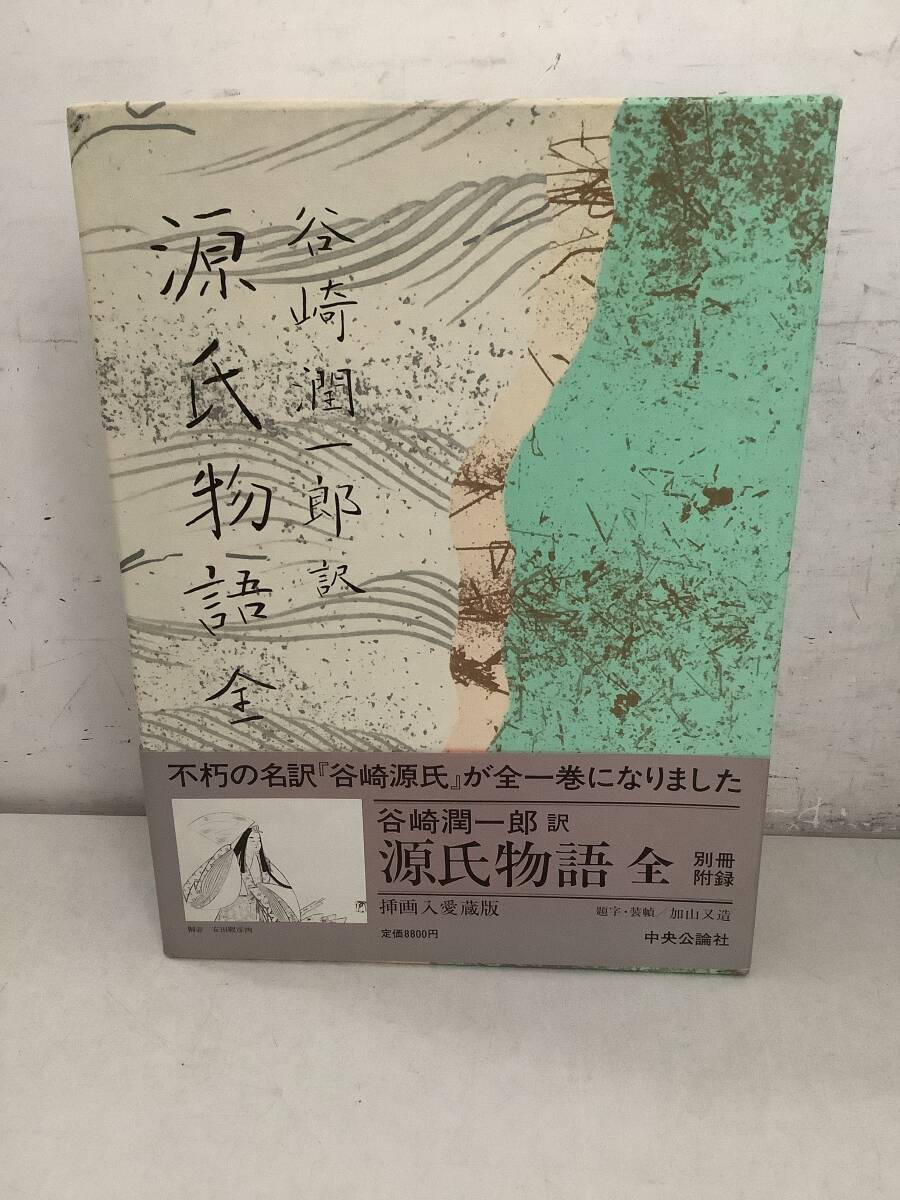 谷崎潤一郎訳
源氏物語 全
不朽の名訳『谷崎源氏』が全一巻になりました
谷崎潤一郎 訳
源氏物語 全 別冊附録
挿画入愛蔵版
題字・装幀/加山又造
定価8800円
中央公論社